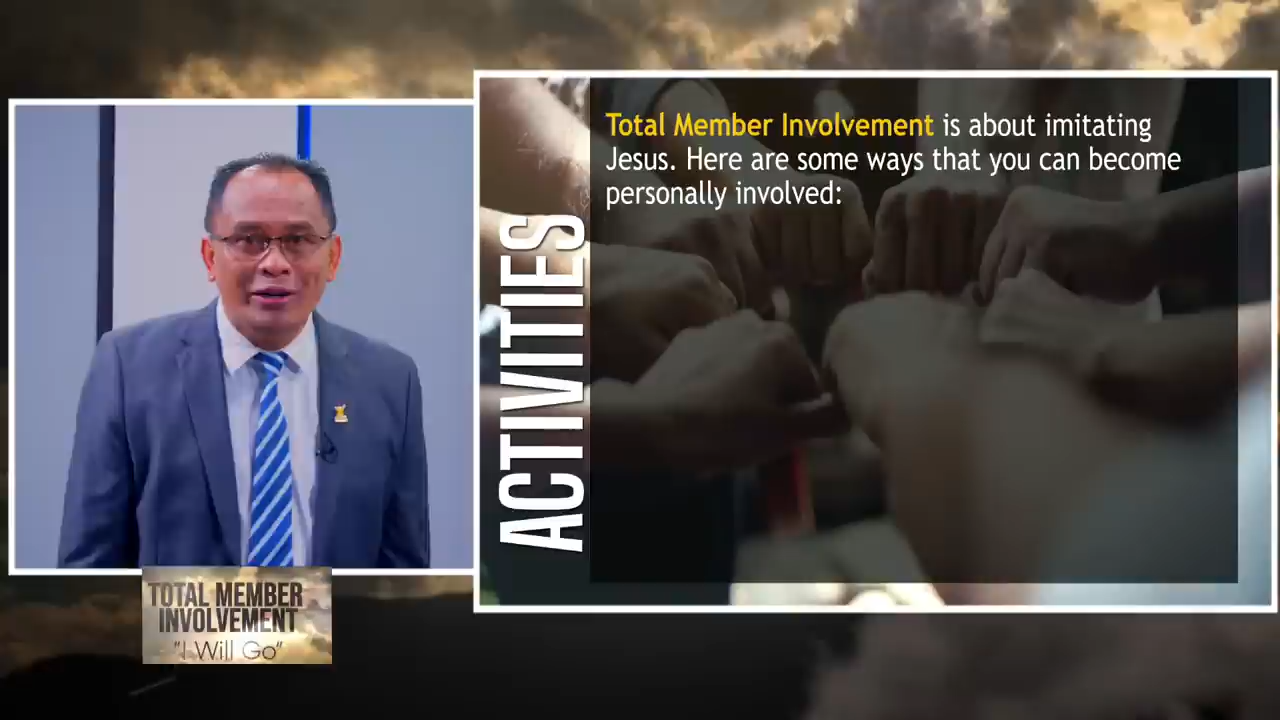 Total Member Involvement is about imitating
Jesus. Here are some ways that you can become
personally involved:
ACTIVITIES
TOTAL MEMBER
INVOLVEMENT
"I Will Go"